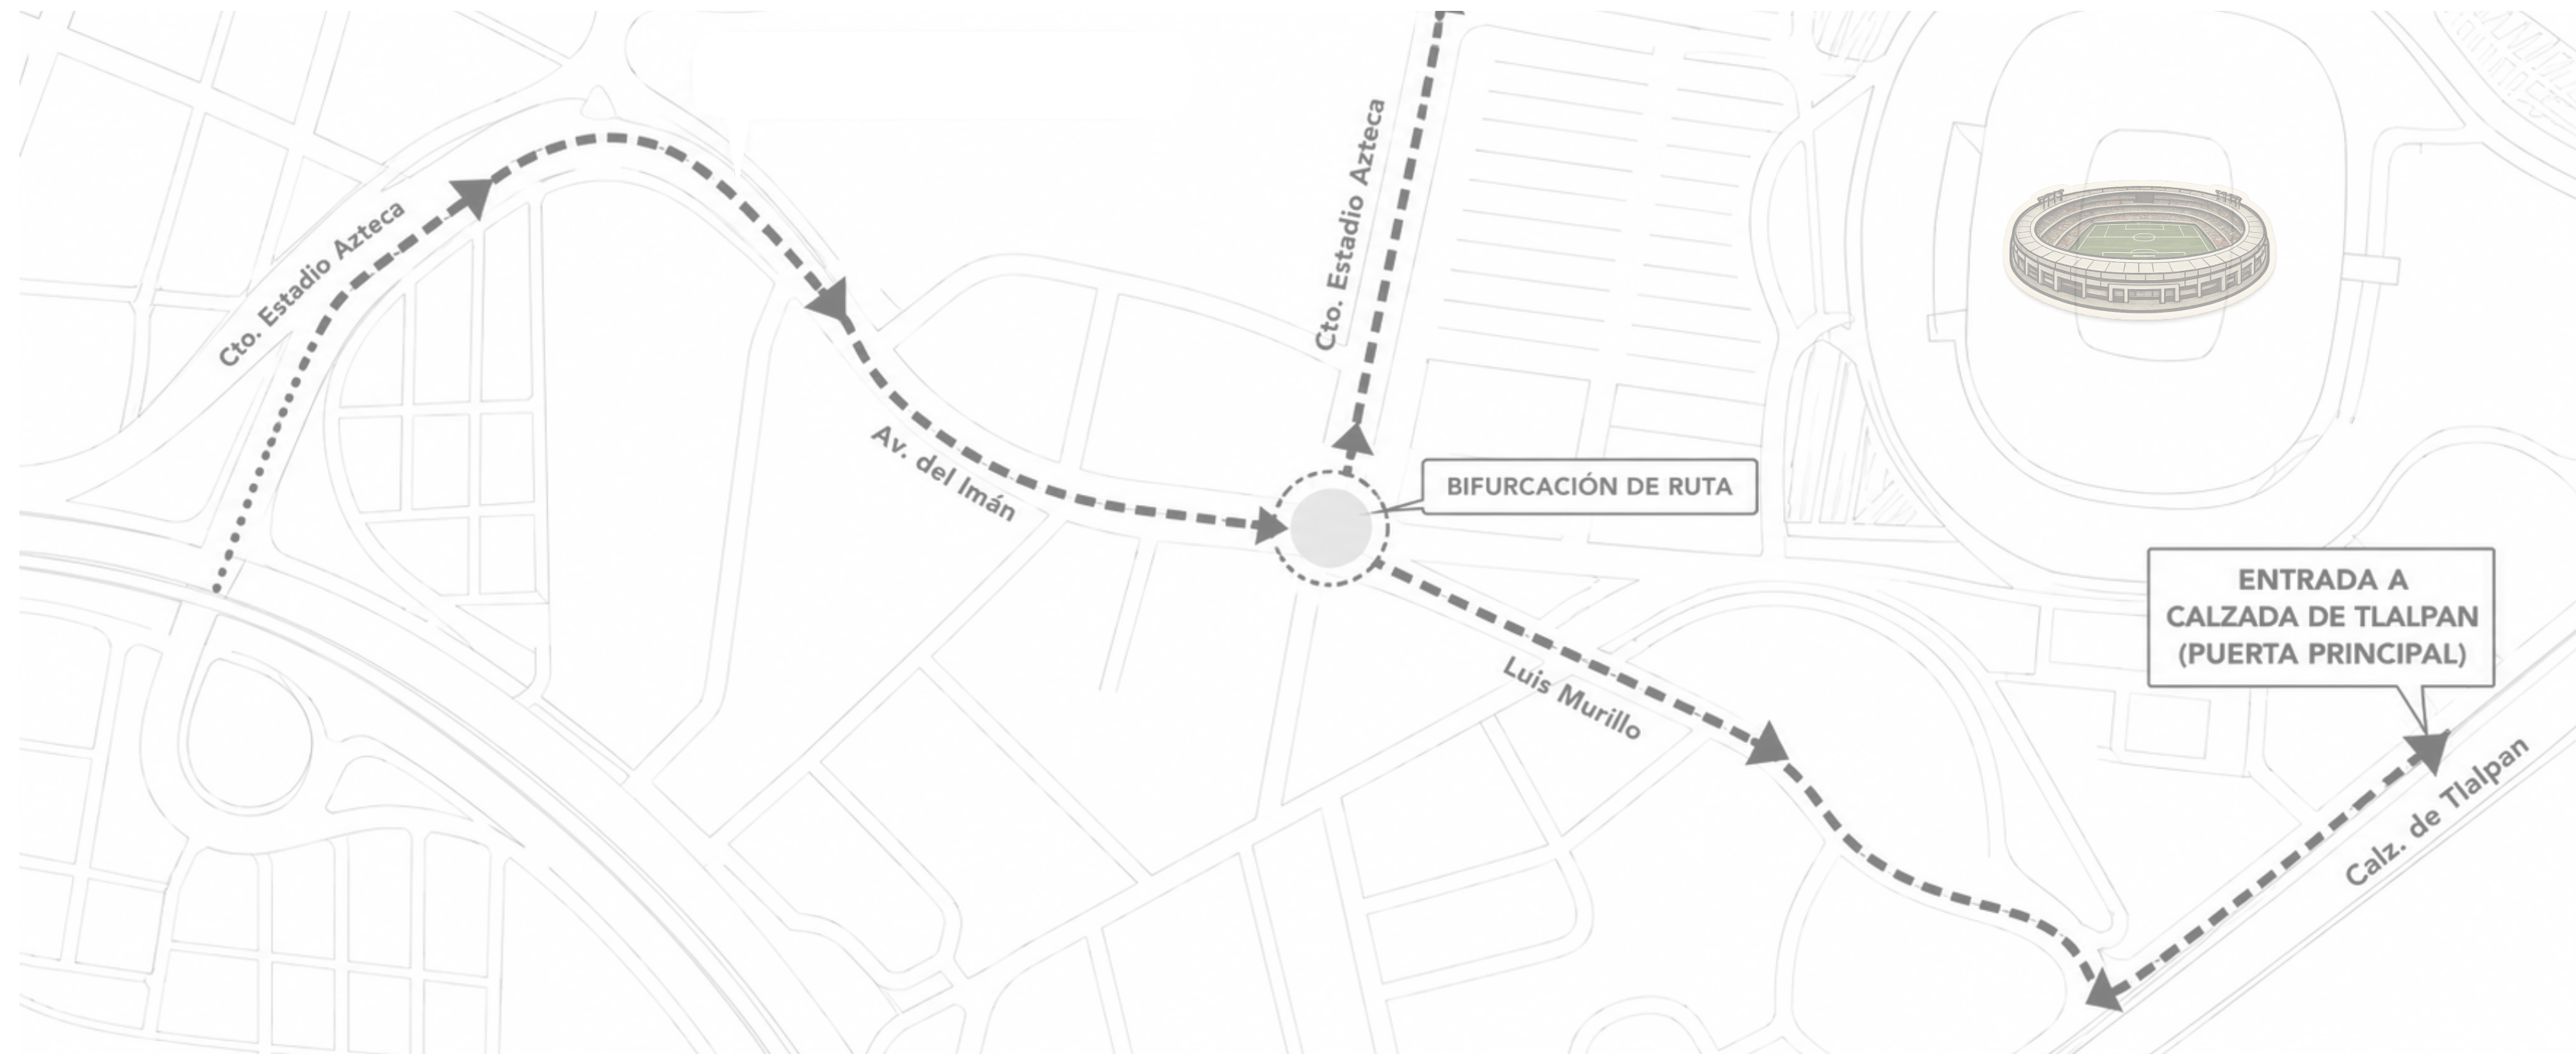 Cto. Estadio Azteca
Cto. Estadio Azteca
Av. del Imán
BIFURCACIÓN DE RUTA
ENTRADA A
CALZADA DE TLALPAN
(PUERTA PRINCIPAL)
Luis Murillo
Calz. de Tlalpan